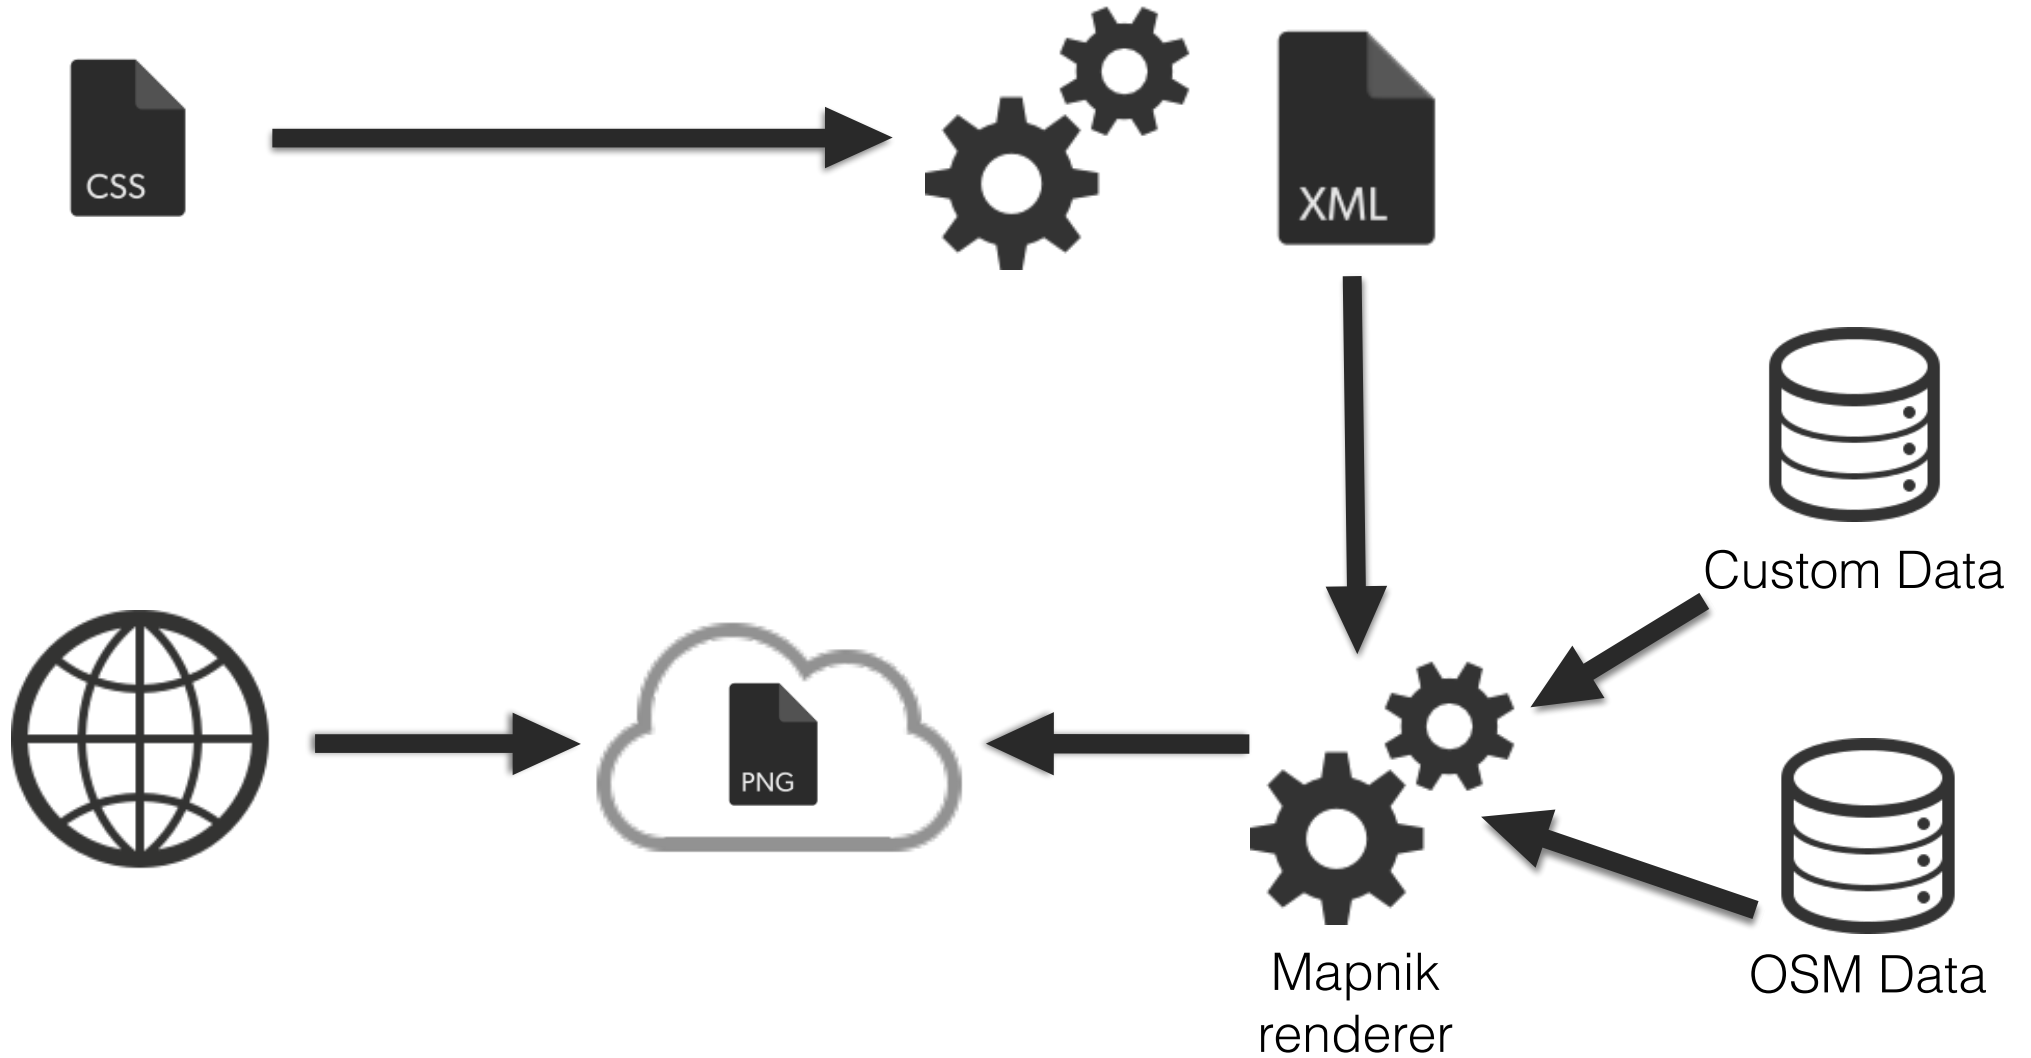 CSS
XML
Custom Data
PNG
Mapnik
renderer
OSM Data